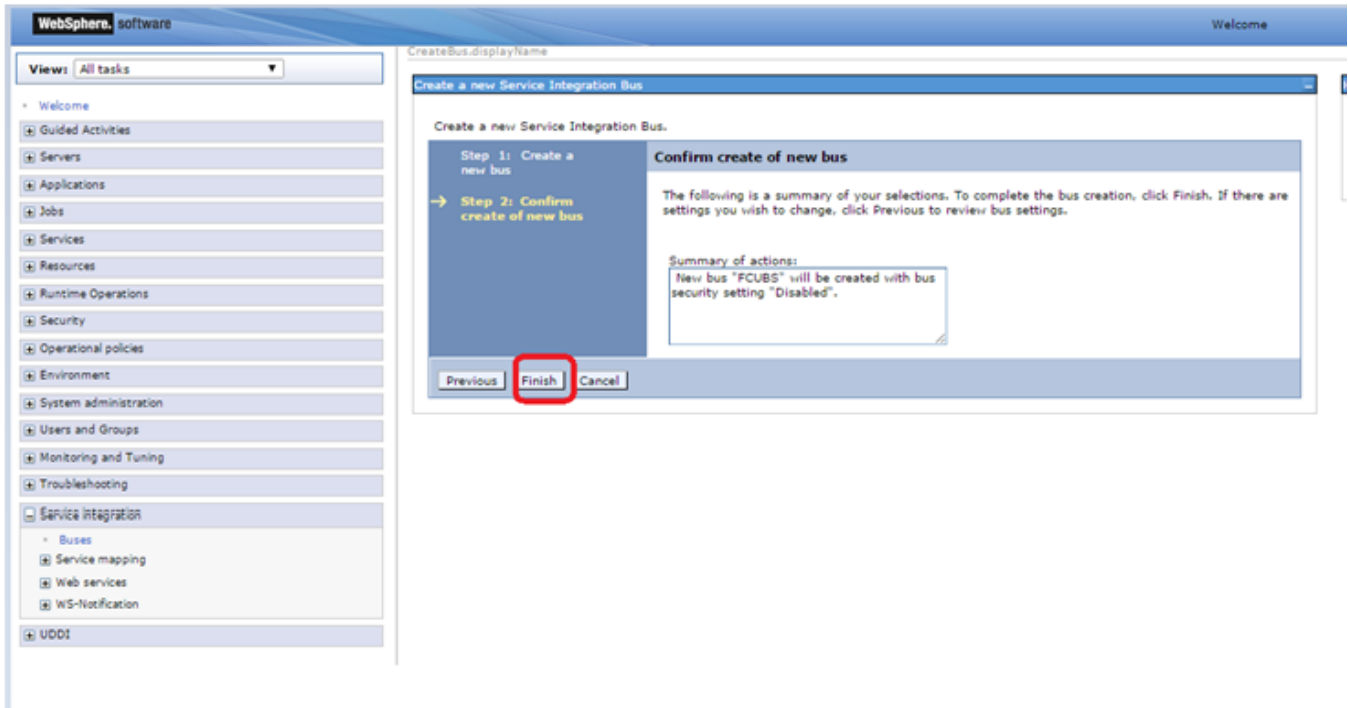 WebSphere. software
Welcome
View: All tasks
Welcome
Guided Activities
Servers
Applications
Jobs
Services
Resources
Runtime Operations
Security
Operational policies
Environment
System administration
Users and Groups
Monitoring and Tuning
Troubleshooting
Service integration
Buses
Service mapping
Web services
WS-Notification
UDDI
CreateBus.displayName
Create a new Service Integration Bus
Create a new Service Integration Bus.
Step 1: Create a
new bus
Step 2: Confirm
create of new bus
Confirm create of new bus
The following is a summary of your selections. To complete the bus creation, click Finish. If there are
settings you wish to change, click Previous to review bus settings.
Summary of actions:
New bus "FCUBS" will be created with bus
security setting "Disabled".
Previous Finish Cancel